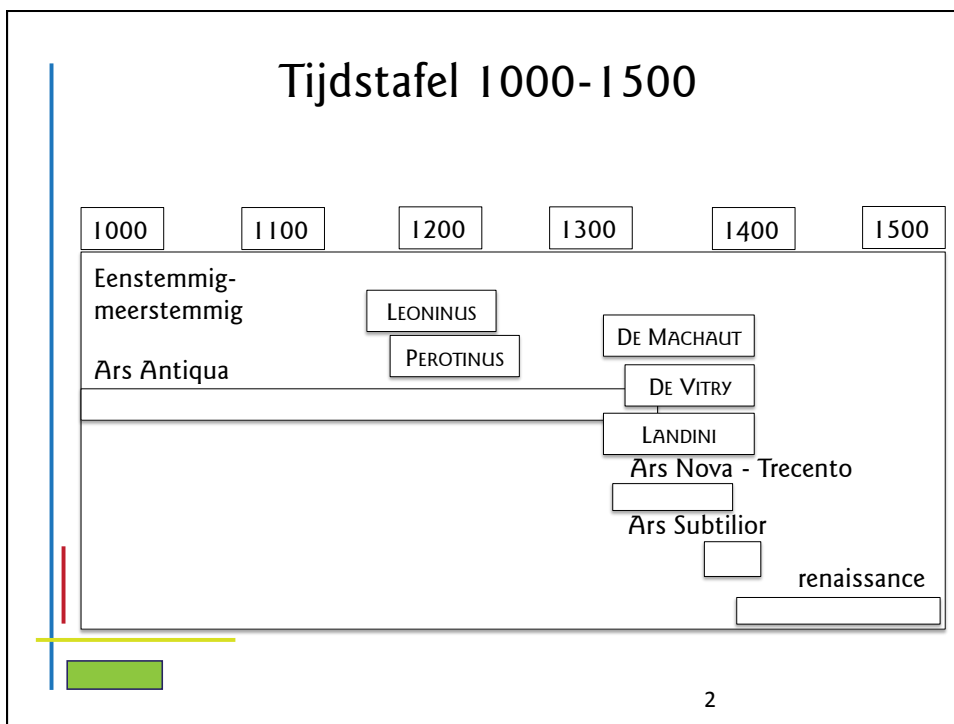 Tijdstafel 1000-1500
1000 1100 1200 1300 1400 1500
Eenstemmig-
meerstemmig
LEONINUS
DE MACHAUT
PEROTINUS
Ars Antiqua
DE VITRY
LANDINI
Ars Nova - Trecento
Ars Subtilior
renaissance
2